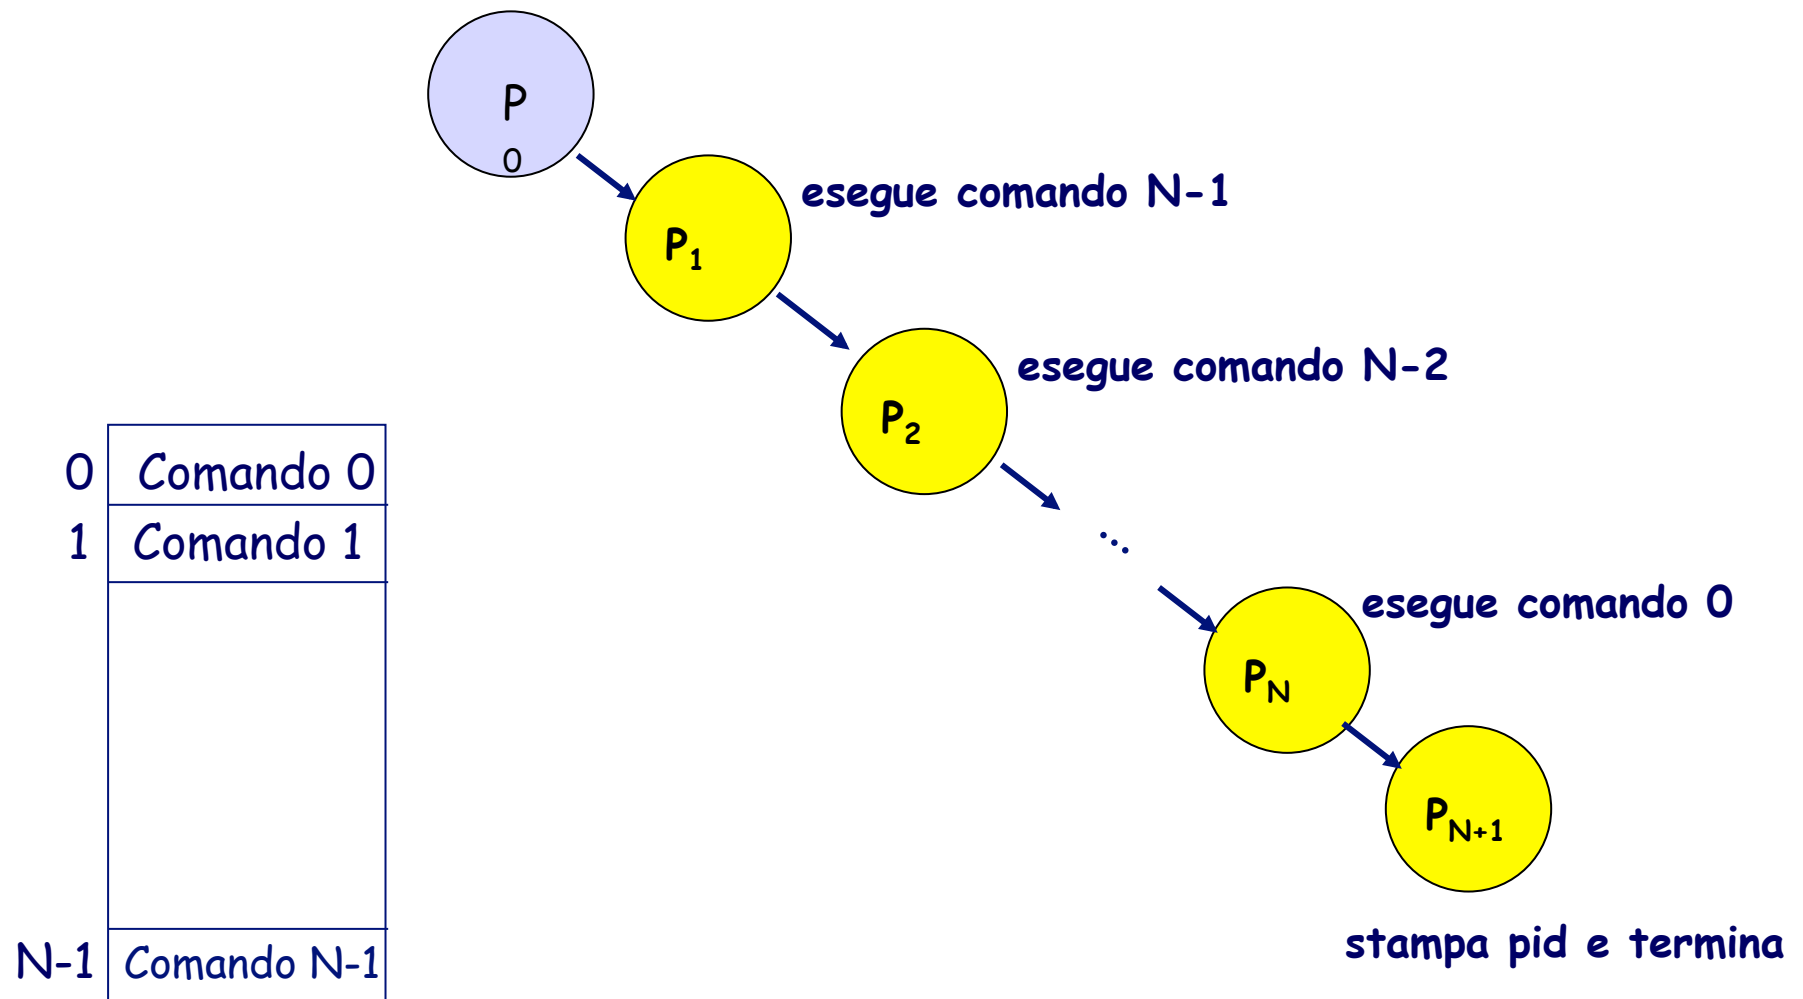 P
0
P1
esegue comando N-1
P2
esegue comando N-2
...
PN
esegue comando 0
PN+1
stampa pid e termina
0 Comando 0
1 Comando 1
N-1 Comando N-1